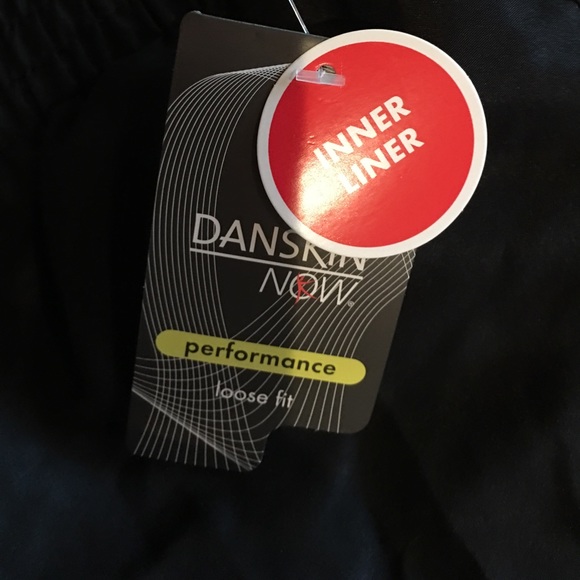 INNER
LINER
DANSKIN
NOW®
performance
loose fit